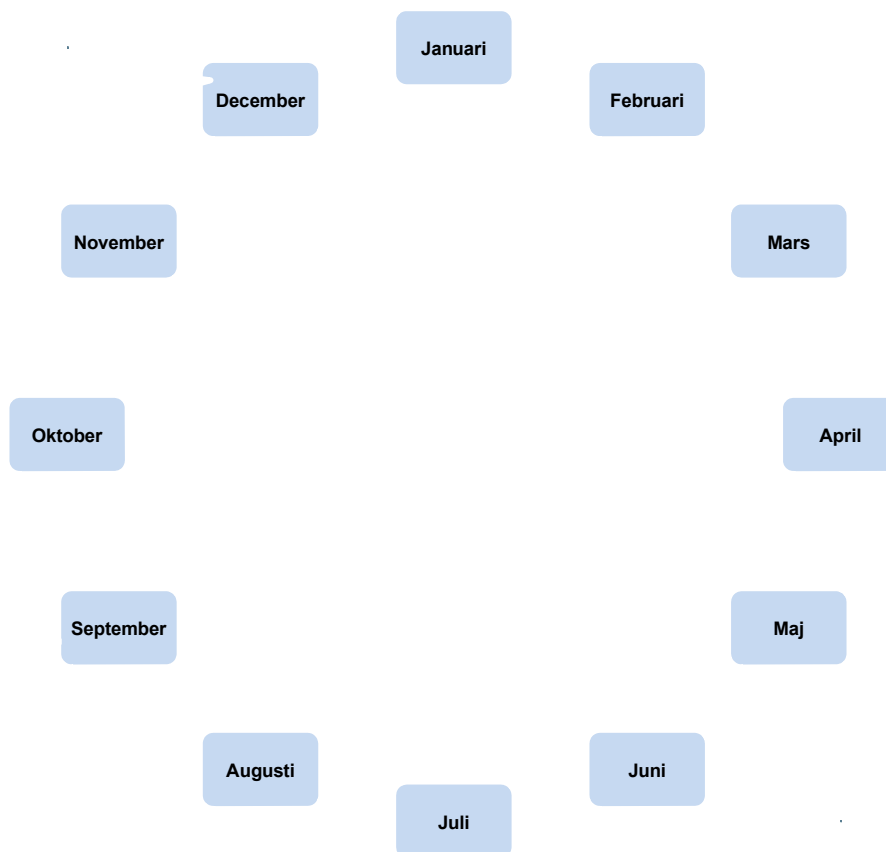 Januari
Februari
Mars
April
Maj
Juni
Juli
Augusti
September
Oktober
November
December